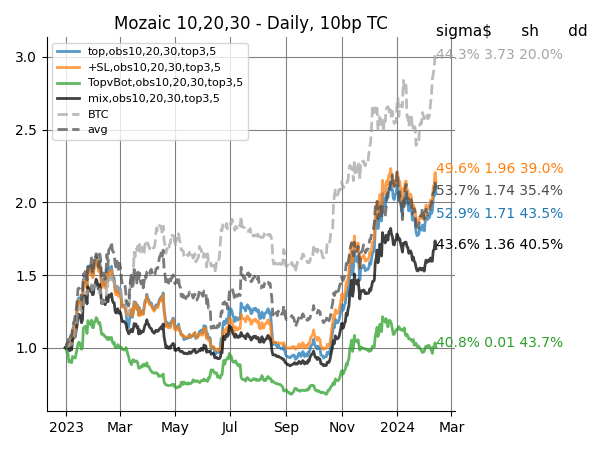 Mozaic 10,20,30 - Daily, 10bp TC
sigma$ sh dd
44.3% 3.73 20.0%
3.0
top,obs10,20,30,top3,5
+SL,obs10,20,30,top3,5
TopvBot,obs10,20,30,top3,5
mix,obs10,20,30,top3,5
BTC
avg
2.5
49.6% 1.96 39.0%
53.7% 1.74 35.4%
2.0
52.9% 1.71 43.5%
43.6% 1.36 40.5%
1.5
40.8% 0.01 43.7%
1.0
2023 Mar May Jul Sep Nov 2024 Mar